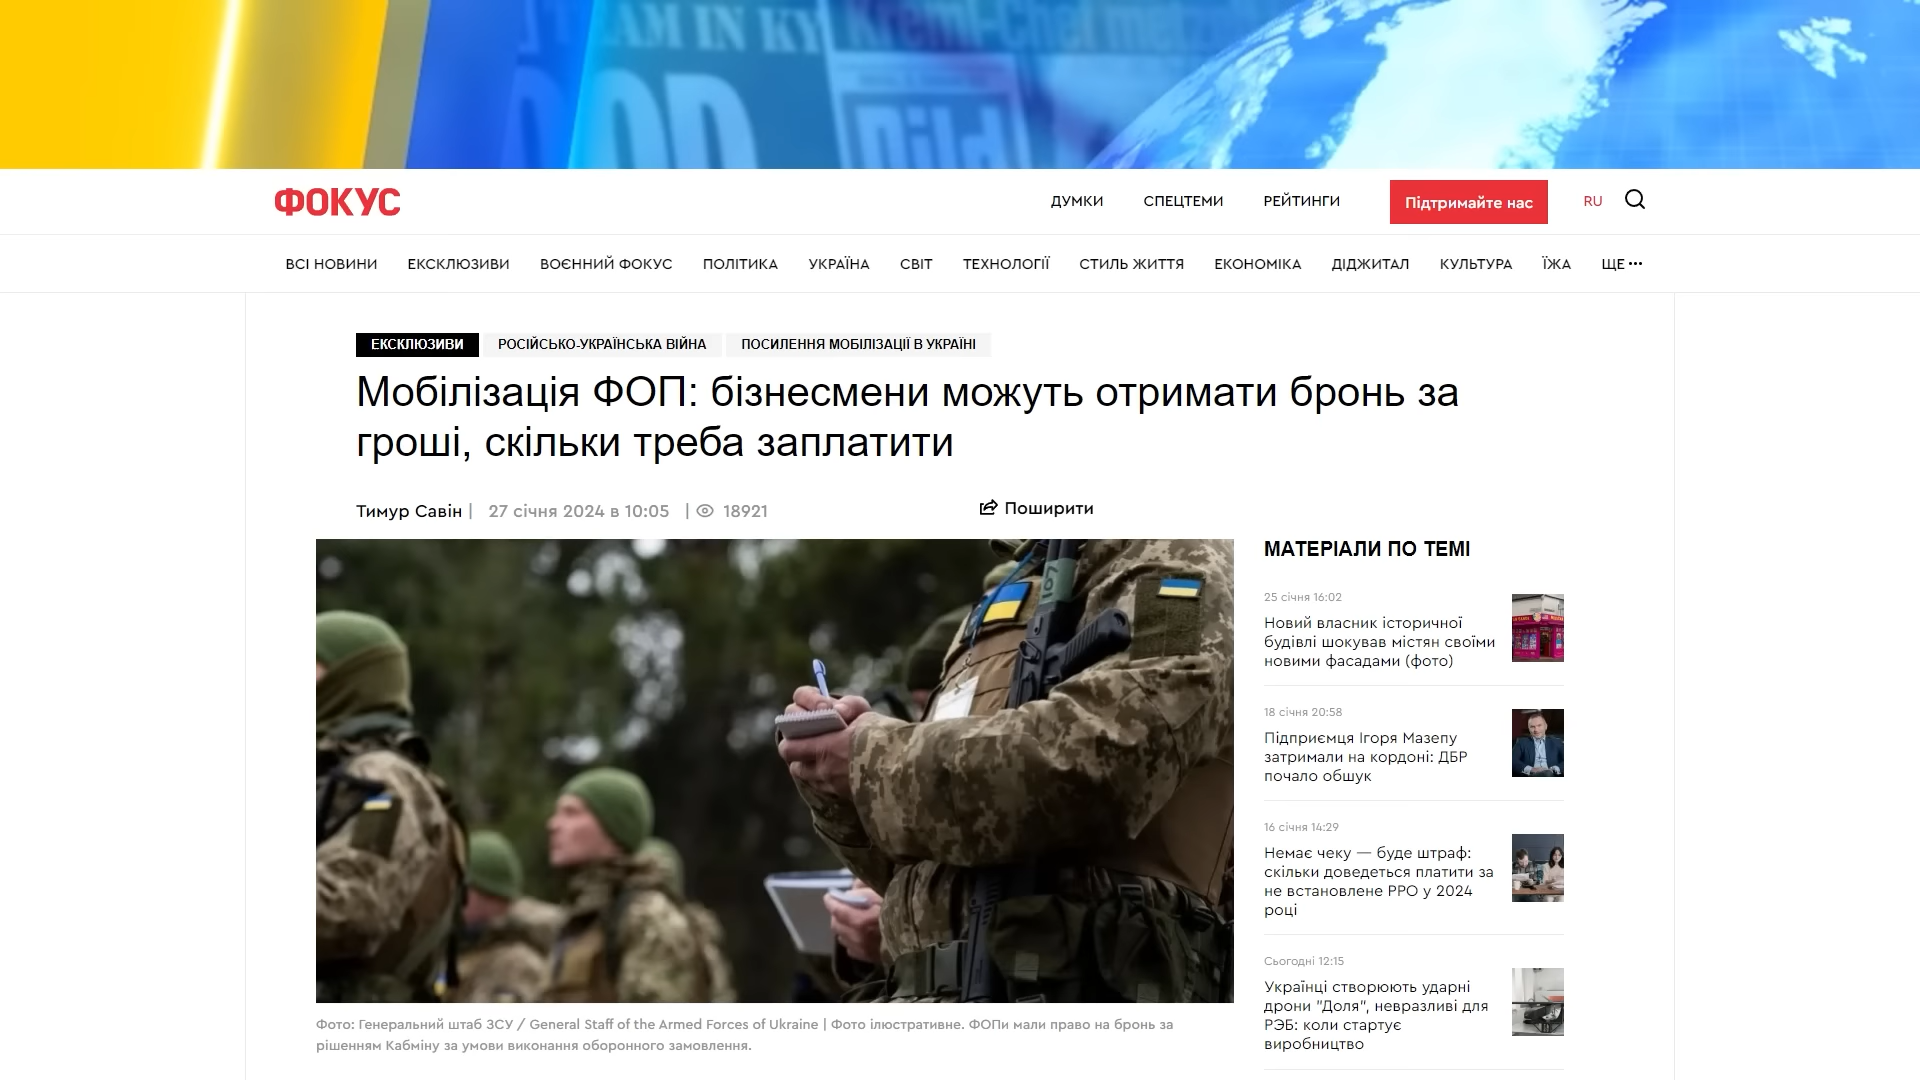 TEAM IN KY
Kreml-Chef
Bild
ФОКУС
ДУМКИ
СПЕЦТЕМИ
РЕЙТИНГИ
Підтримайте нас
RU
ВСІ НОВИНИ
ЕКСКЛЮЗИВИ
ВОЄННИЙ ФОКУС
ПОЛІТИКА
УКРАЇНА
СВІТ
ТЕХНОЛОГІЇ
СТИЛЬ ЖИТТЯ
ЕКОНОМІКА
ДІДЖИТАЛ
КУЛЬТУРА
ЇЖА
ЩЕ •••
ЕКСКЛЮЗИВИ
РОСІЙСЬКО-УКРАЇНСЬКА ВІЙНА
ПОСИЛЕННЯ МОБІЛІЗАЦІЇ В УКРАЇНІ
Мобілізація ФОП: бізнесмени можуть отримати бронь за
гроші, скільки треба заплатити
Тимур Савін | 27 січня 2024 в 10:05 | 18921
Поширити
Фото: Генеральний штаб ЗСУ / General Staff of the Armed Forces of Ukraine | Фото ілюстративне. ФОПи мали право на бронь за
рішенням Кабміну за умови виконання оборонного замовлення.
МАТЕРІАЛИ ПО ТЕМІ
25 січня 16:02
Новий власник історичної
будівлі шокував містян своїми
новими фасадами (фото)
18 січня 20:58
Підприємця Ігоря Мазепу
затримали на кордоні: ДБР
почало обшук
16 січня 14:29
Немає чеку — буде штраф:
скільки доведеться платити за
не встановлене РРО у 2024
році
Сьогодні 12:15
Українці створюють ударні
дрони "Доля", невразливі для
РЭБ: коли стартує
виробництво